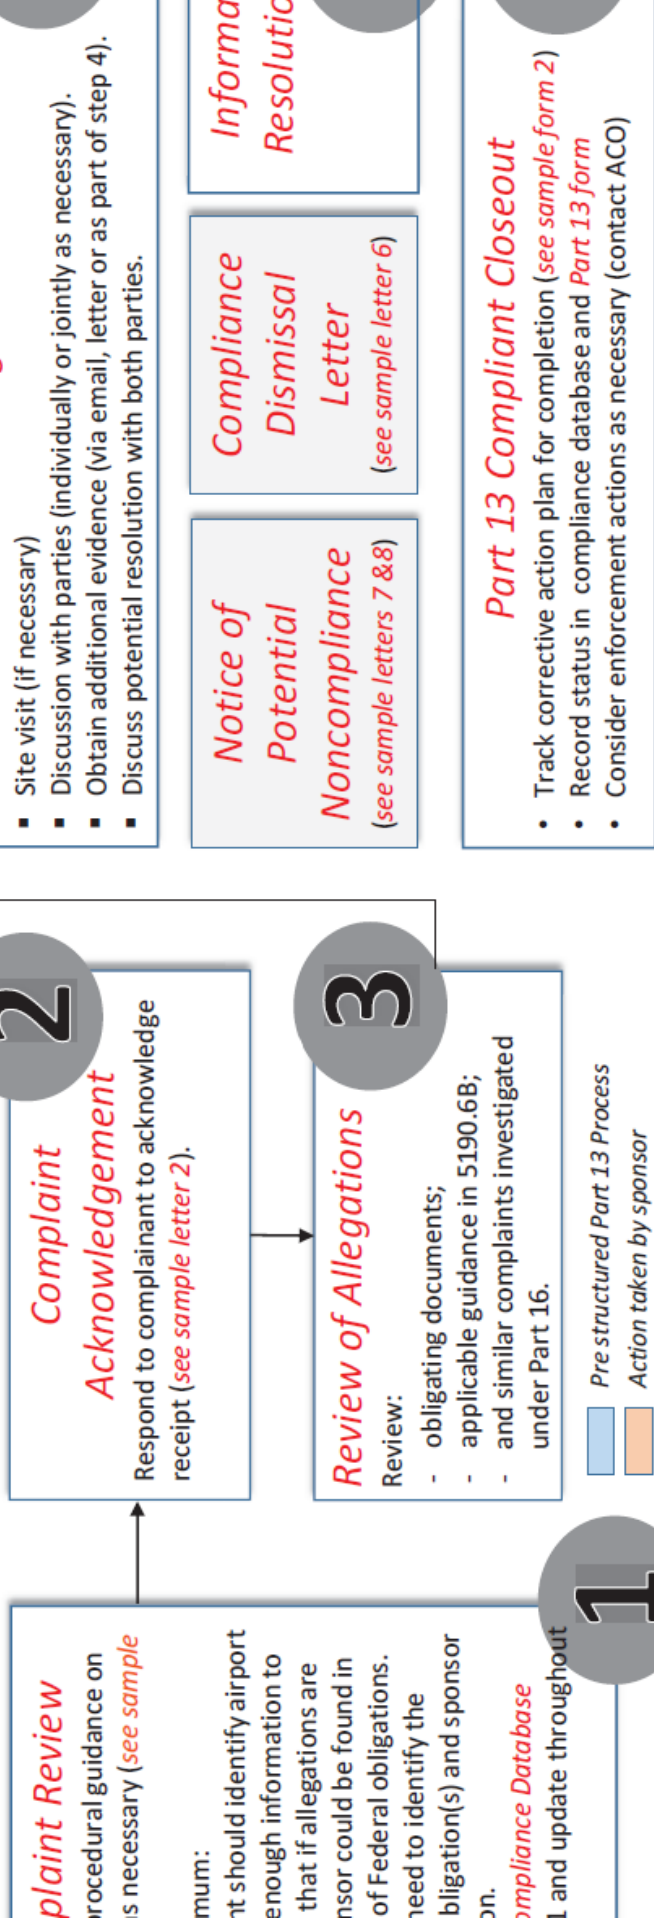 plaint Review
procedural guidance on
as necessary (see sample
mum:
nt should identify airport
enough information to
that if allegations are
nsor could be found in
of Federal obligations.
need to identify the
bligation(s) and sponsor
on.
ompliance Database
1 and update throughout
1
2
Complaint
Acknowledgement
Respond to complainant to acknowledge
receipt (see sample letter 2).
3
Review of Allegations
Review:
- obligating documents;
- applicable guidance in 5190.6B;
- and similar complaints investigated
under Part 16.
Pre structured Part 13 Process
Action taken by sponsor
▪ Site visit (if necessary)
▪ Discussion with parties (individually or jointly as necessary).
▪ Obtain additional evidence (via email, letter or as part of step 4).
▪ Discuss potential resolution with both parties.
Notice of
Potential
Noncompliance
(see sample letters 7 &8)
Compliance
Dismissal
Letter
(see sample letter 6)
Informa
Resolutio
Part 13 Compliant Closeout
• Track corrective action plan for completion (see sample form 2)
• Record status in compliance database and Part 13 form
• Consider enforcement actions as necessary (contact ACO)